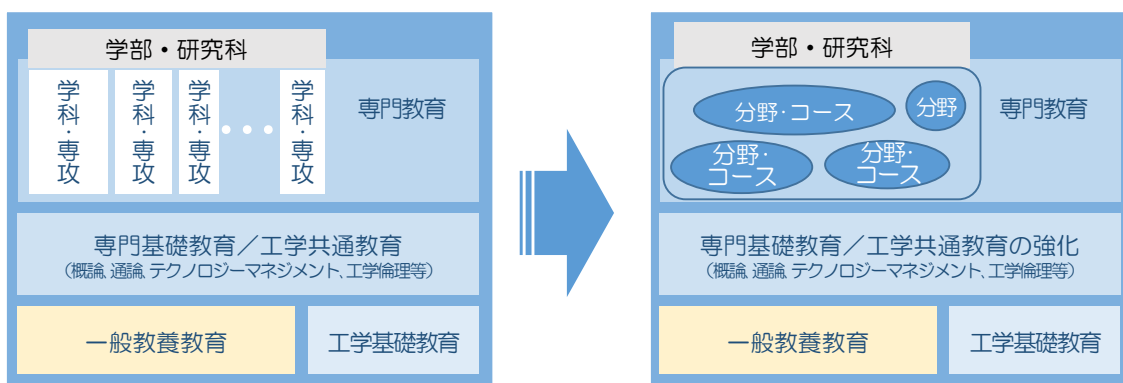 学部・研究科
学科・専攻
学科・専攻
学科・専攻
・・・
学科・専攻
専門教育
専門基礎教育／工学共通教育
（概論、通論、テクノロジーマネジメント、工学倫理等）
一般教養教育
工学基礎教育
学部・研究科
分野・コース
分野
分野・
コース
分野・
コース
専門教育
専門基礎教育／工学共通教育の強化
（概論、通論、テクノロジーマネジメント、工学倫理等）
一般教養教育
工学基礎教育